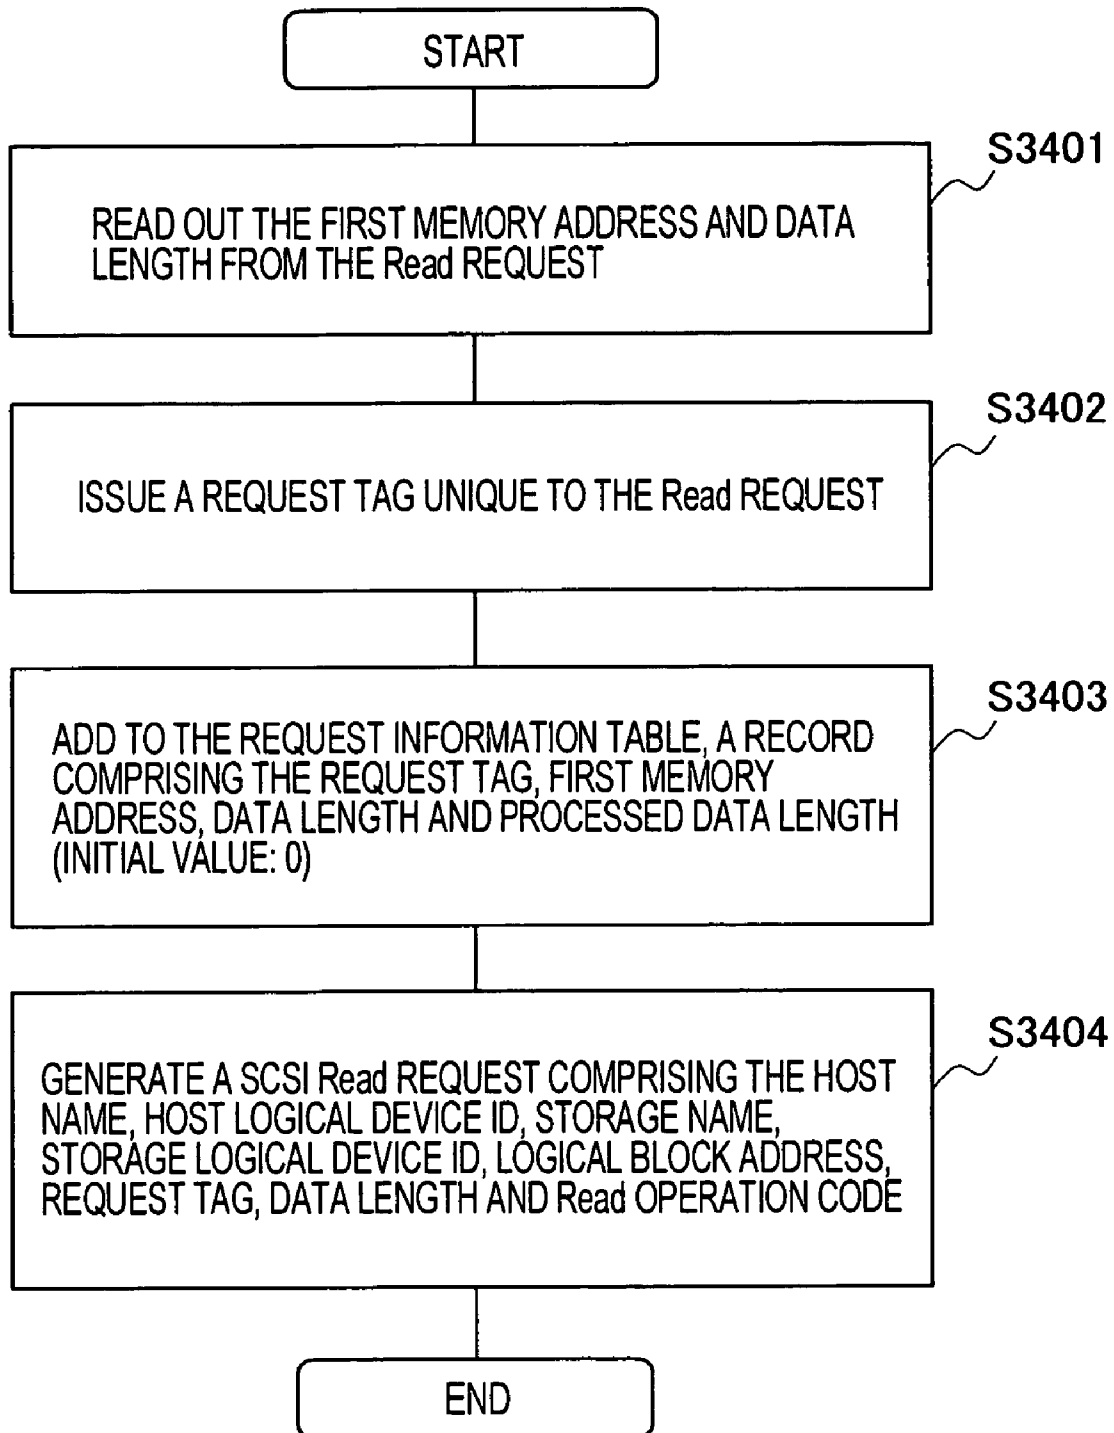 START
S3401
READ OUT THE FIRST MEMORY ADDRESS AND DATA
LENGTH FROM THE Read REQUEST
S3402
ISSUE A REQUEST TAG UNIQUE TO THE Read REQUEST
S3403
ADD TO THE REQUEST INFORMATION TABLE, A RECORD
COMPRISING THE REQUEST TAG, FIRST MEMORY
ADDRESS, DATA LENGTH AND PROCESSED DATA LENGTH
(INITIAL VALUE: 0)
S3404
GENERATE A SCSI Read REQUEST COMPRISING THE HOST
NAME, HOST LOGICAL DEVICE ID, STORAGE NAME,
STORAGE LOGICAL DEVICE ID, LOGICAL BLOCK ADDRESS,
REQUEST TAG, DATA LENGTH AND Read OPERATION CODE
END